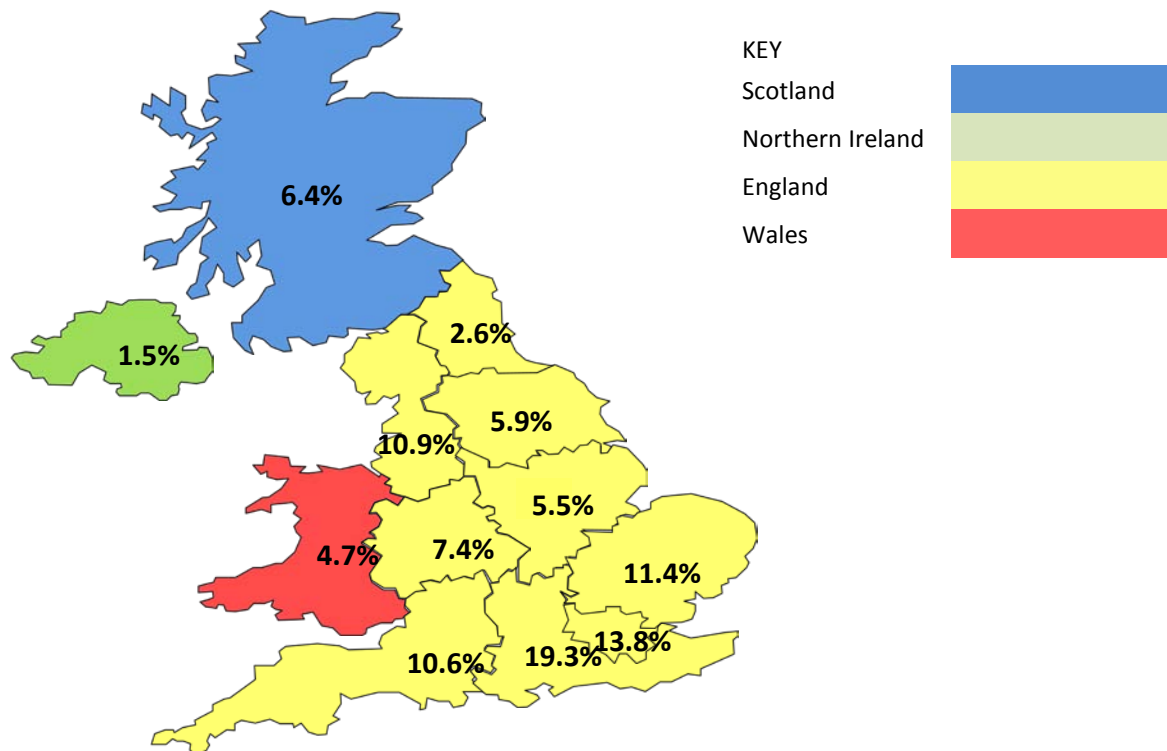 KEY
Scotland
Northern Ireland
England
Wales
6.4%
2.6%
1.5%
5.9%
10.9%
5.5%
7.4%
4.7%
11.4%
13.8%
10.6%
19.3%